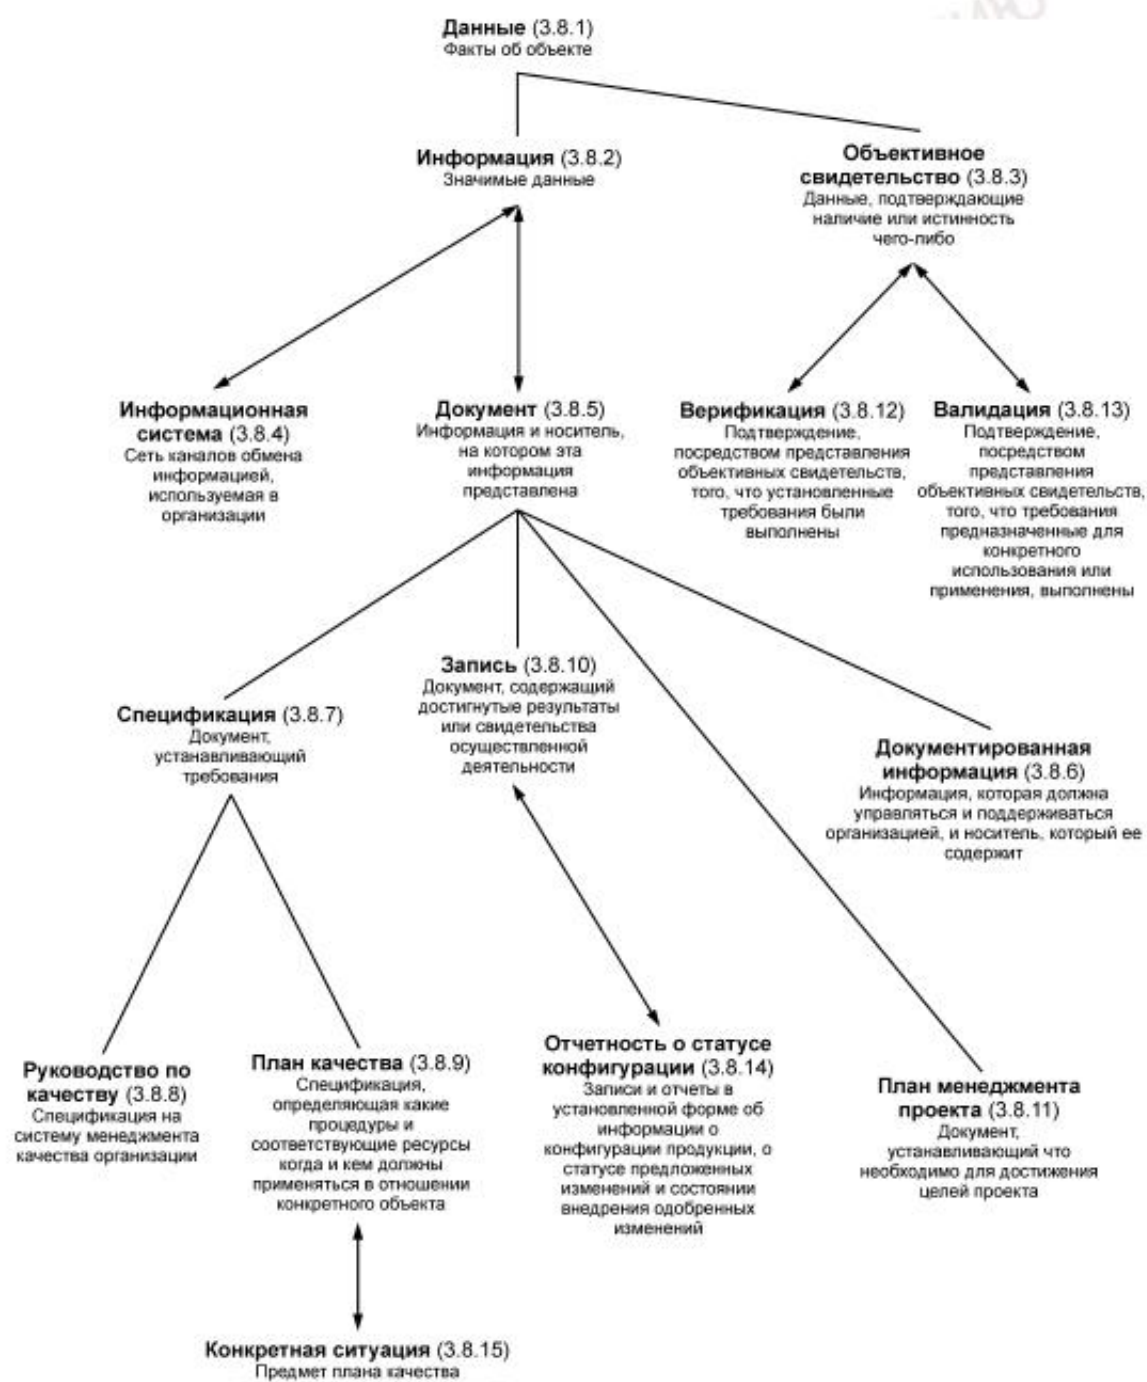 Данные (3.8.1)
Факты об объекте
Информация (3.8.2)
Значимые данные
Объективное
свидетельство (3.8.3)
Данные, подтверждающие
наличие или истинность
чего-либо
Информационная
система (3.8.4)
Сеть каналов обмена
информацией,
используемая в
организации
Документ (3.8.5)
Информация и носитель,
на котором эта
информация
представлена
Верификация (3.8.12)
Подтверждение,
посредством представления
объективных свидетельств,
того, что установленные
требования были
выполнены
Валидация (3.8.13)
Подтверждение,
посредством
представления
объективных свидетельств,
того, что требования
предназначенные для
конкретного
использования или
применения, выполнены
Спецификация (3.8.7)
Документ,
устанавливающий
требования
Запись (3.8.10)
Документ, содержащий
достигнутые результаты
или свидетельства
осуществленной
деятельности
Документированная
информация (3.8.6)
Информация, которая должна
управляться и поддерживаться
организацией, и носитель, который ее
содержит
Руководство по
качеству (3.8.8)
Спецификация на
систему менеджмента
качества организации
План качества (3.8.9)
Спецификация,
определяющая какие
процедуры и
соответствующие ресурсы
когда и кем должны
применяться в отношении
конкретного объекта
Отчетность о статусе
конфигурации (3.8.14)
Записи и отчеты в
установленной форме об
информации о
конфигурации продукции, о
статусе предложенных
изменений и состоянии
внедрения одобренных
изменений
План менеджмента
проекта (3.8.11)
Документ,
устанавливающий что
необходимо для достижения
целей проекта
Конкретная ситуация (3.8.15)
Предмет плана качества